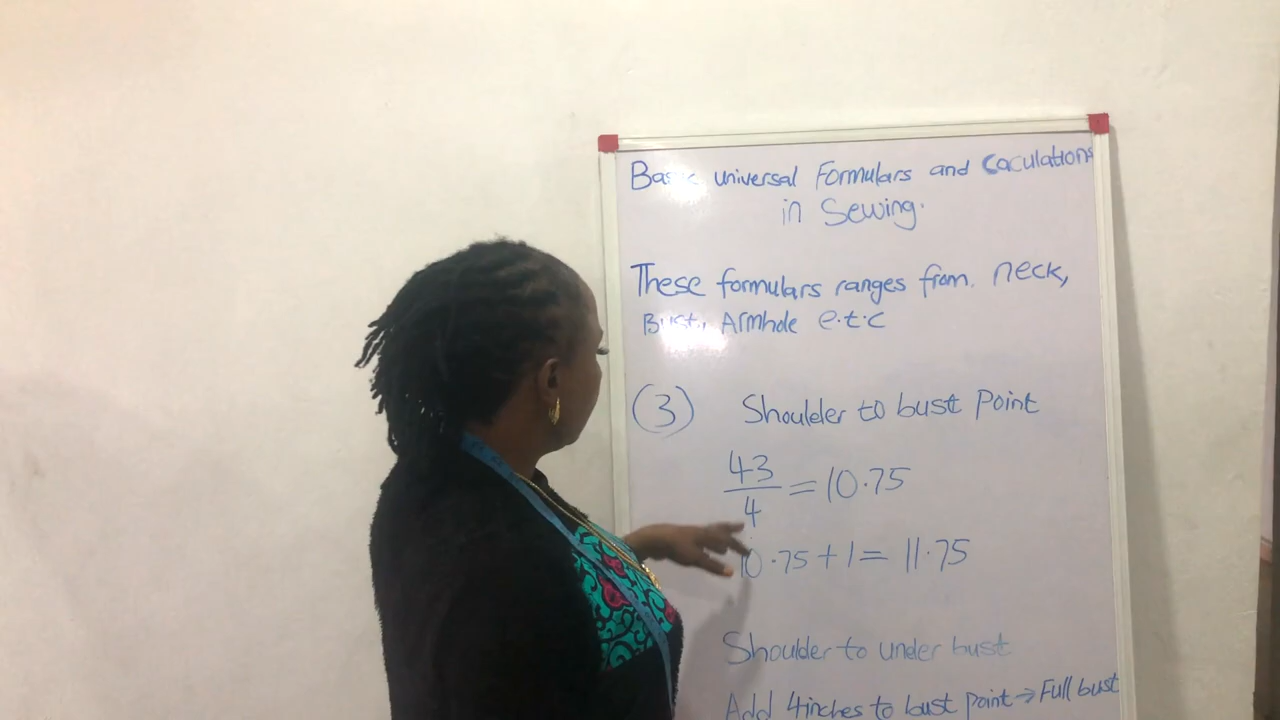 Basic universal Formulars and Caculations
in Sewing.
These formulars ranges from. neck,
Bust, Armhole e.t.c
(3) Shoulder to bust Point
43
4
= 10.75
10.75 + 1 = 11.75
Shoulder to under bust
Add 4inches to bust point → Full bust